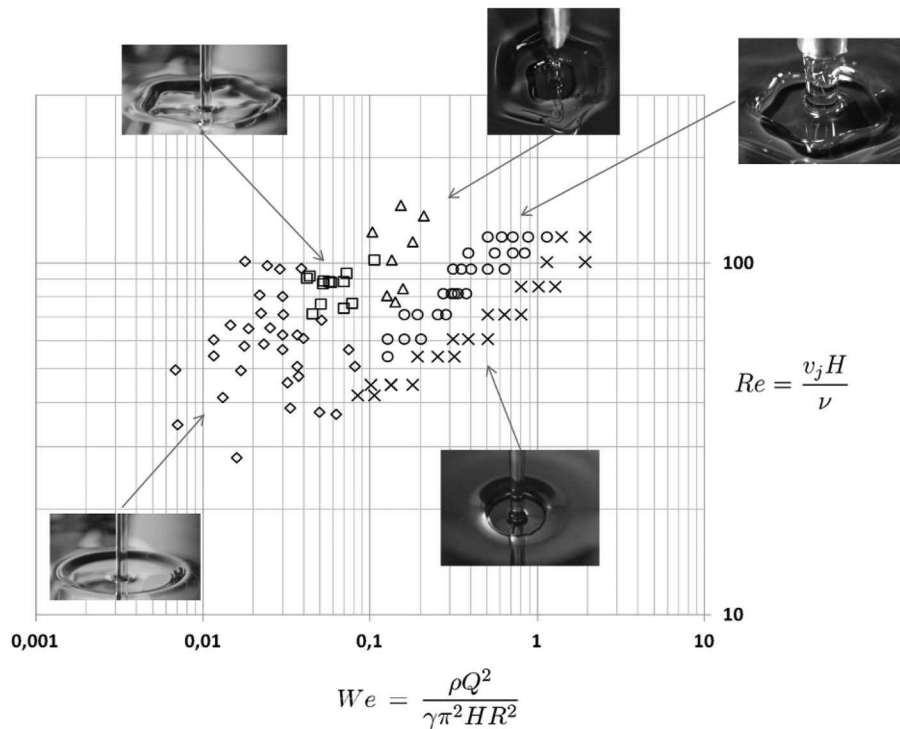 100
Re = \frac{v_j H}{\nu}
10
0,001 0,01 0,1 1 10
We = \frac{\rho Q^2}{\gamma \pi^2 H R^2}